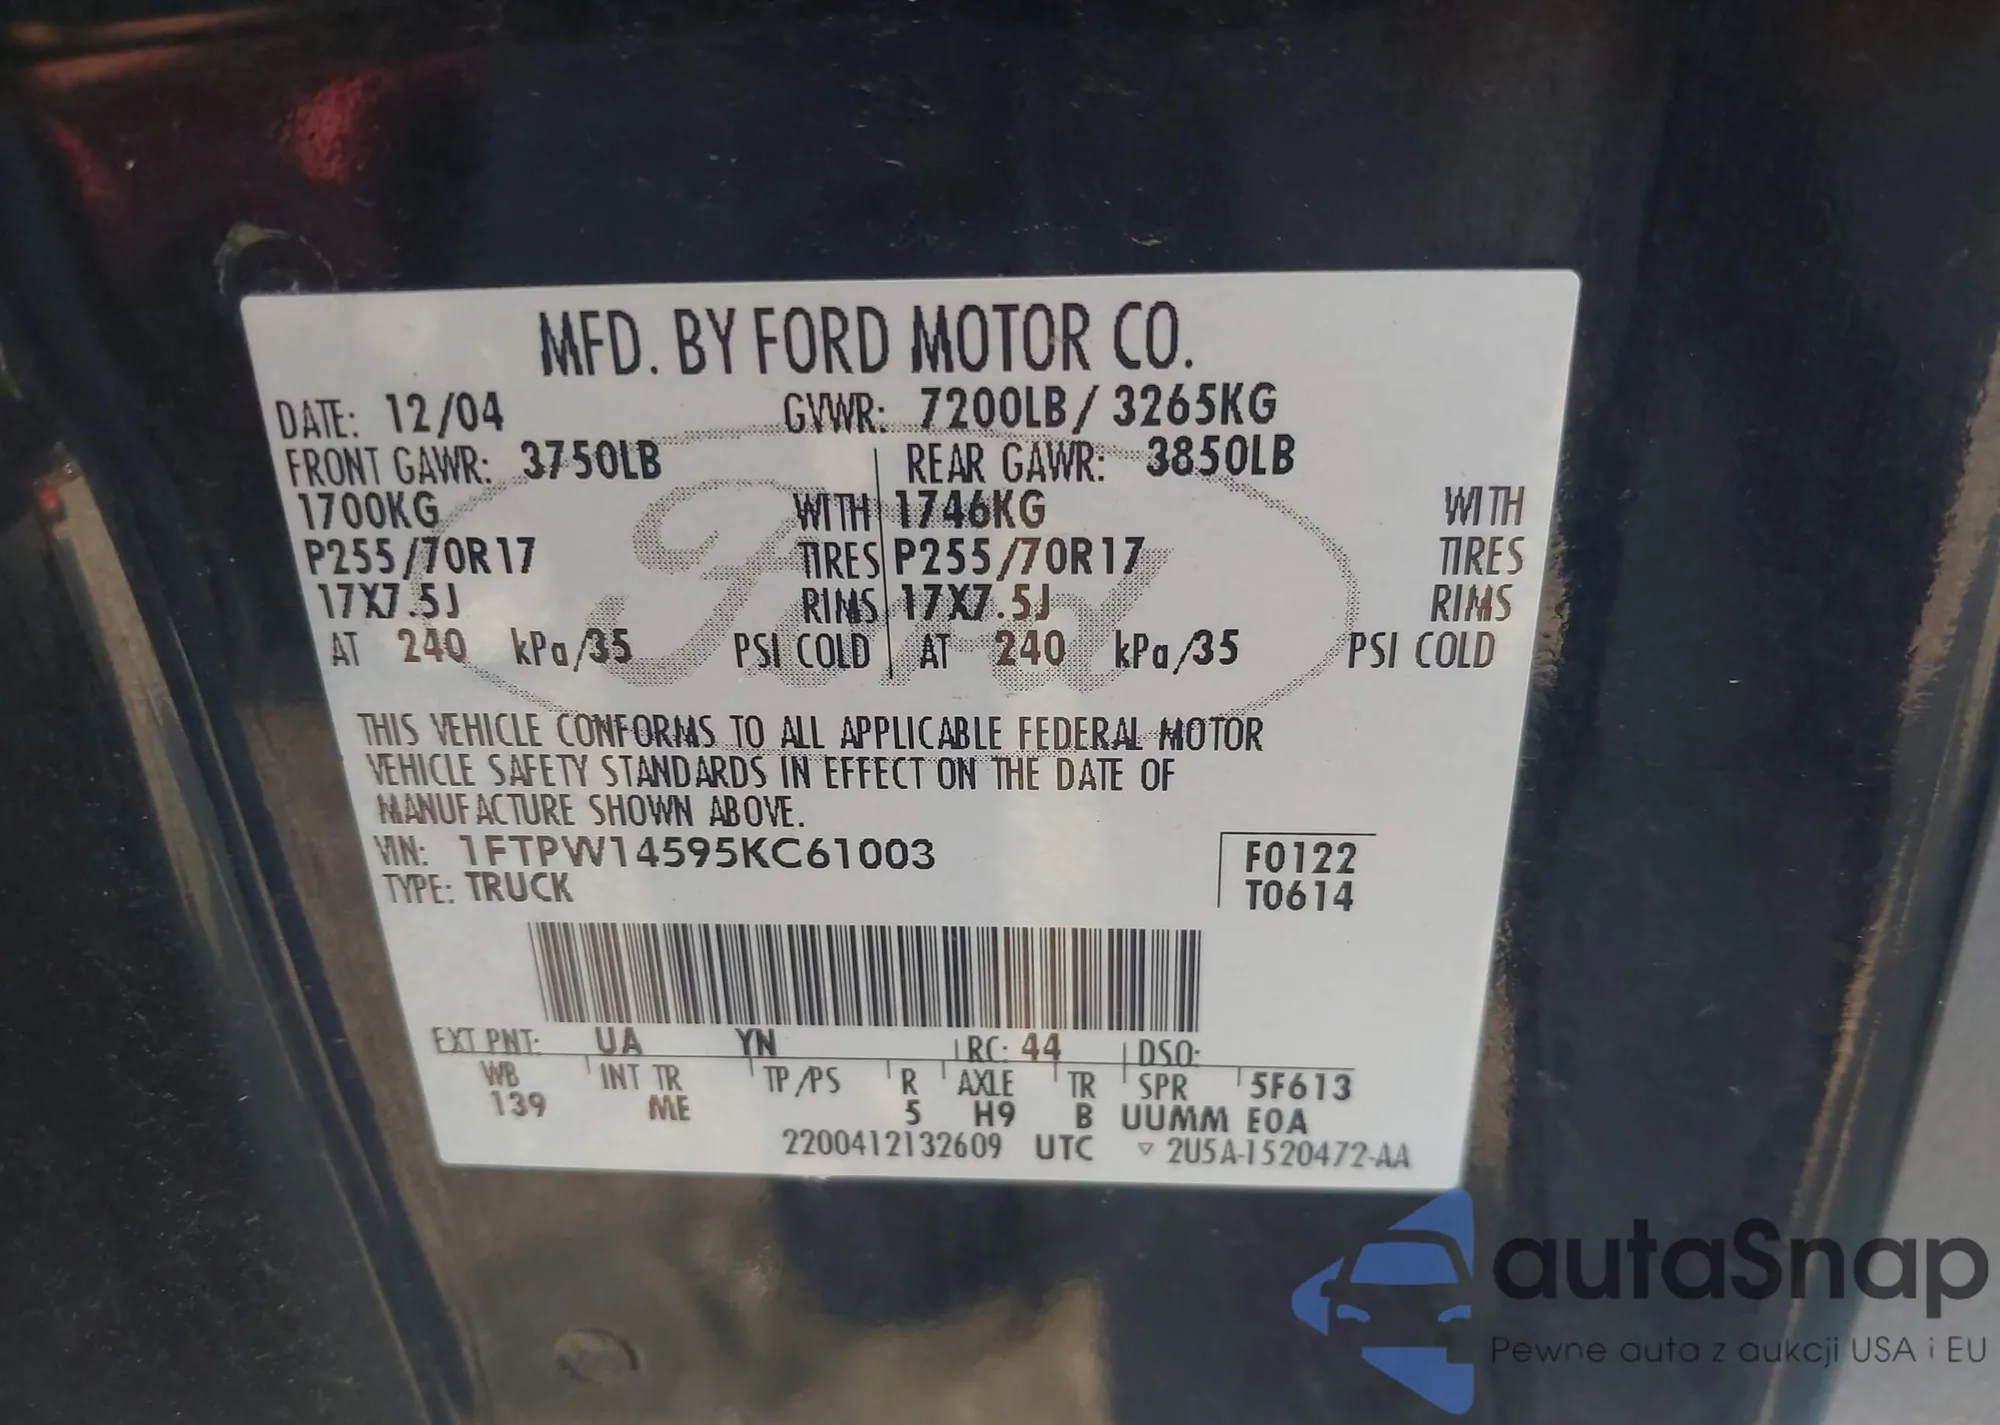 MFD. BY FORD MOTOR CO.
DATE: 12/04 GVWR: 7200LB/ 3265KG
FRONT GAWR: 3750LB REAR GAWR: 3850LB
1700KG WITH 1746KG WITH
P255/70R17 TIRES P255/70R17 TIRES
17X7.5J RIMS 17X7.5J RIMS
AT 240 kPa/35 PSI COLD AT 240 kPa/35 PSI COLD
Ford
THIS VEHICLE CONFORMS TO ALL APPLICABLE FEDERAL MOTOR
VEHICLE SAFETY STANDARDS IN EFFECT ON THE DATE OF
MANUFACTURE SHOWN ABOVE.
VIN: 1FTPW14595KC61003 F0122
TYPE: TRUCK T0614
EXT PNT: UA YN RC: 44 DSO:
WB INT TR TP/PS R AXLE TR SPR 5F613
139 ME 5 H9 B UUMM E0A
2200412132609 UTC ▽ 2U5A-1520472-AA
autaSnap
Pewne auta z aukcji USA i EU